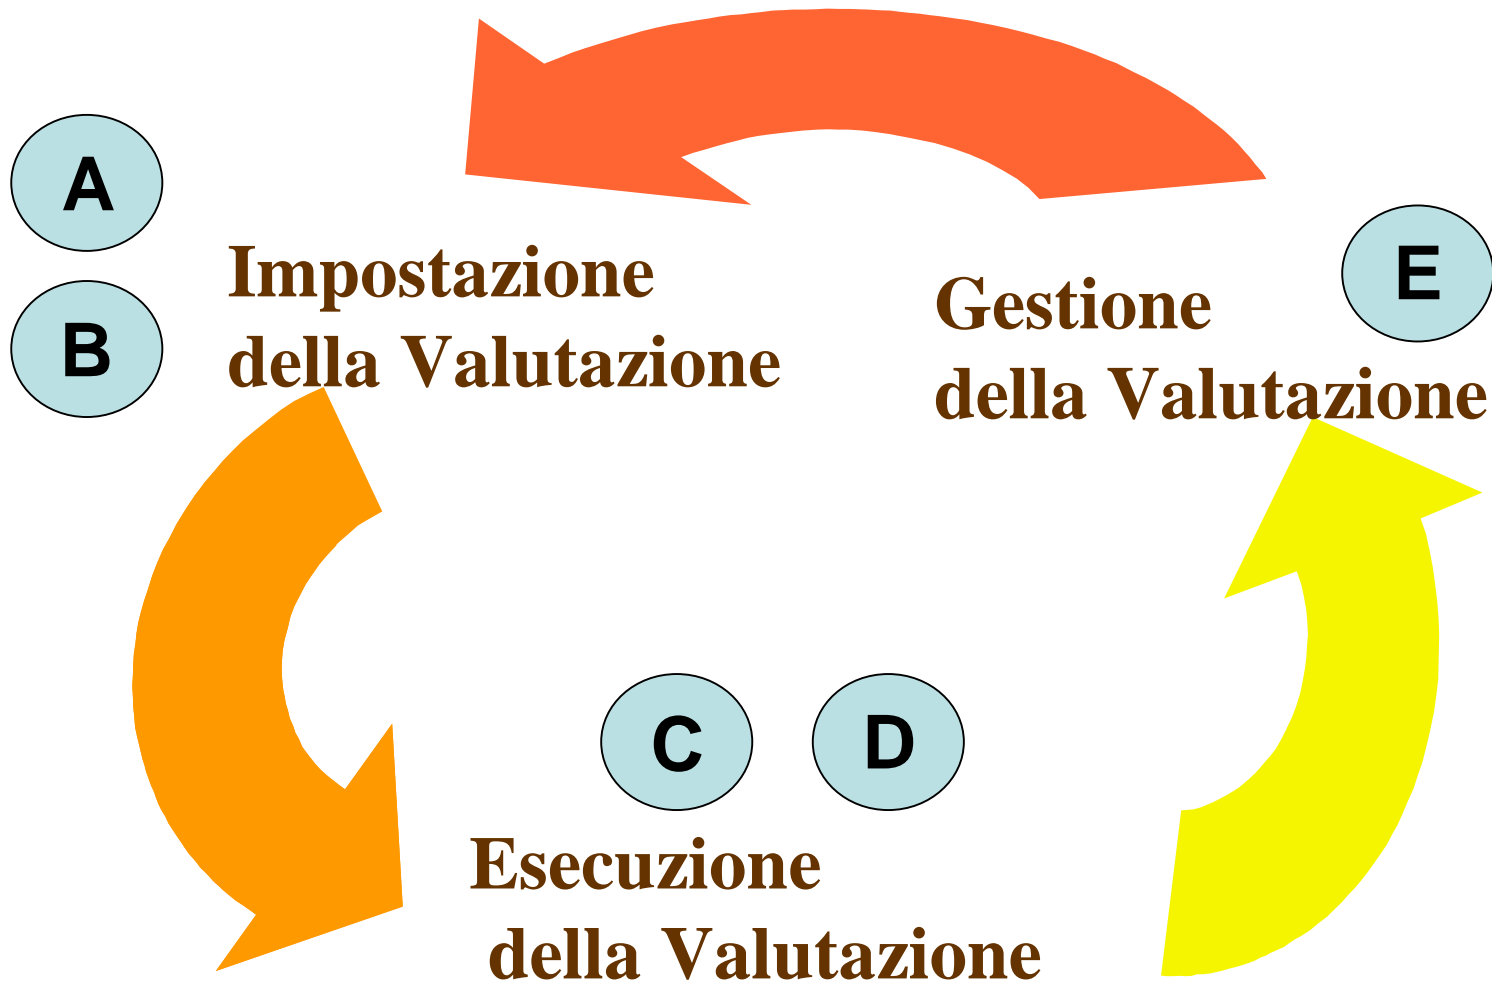 A
B
Impostazione
della Valutazione
Gestione
della Valutazione
E
C
D
Esecuzione
della Valutazione